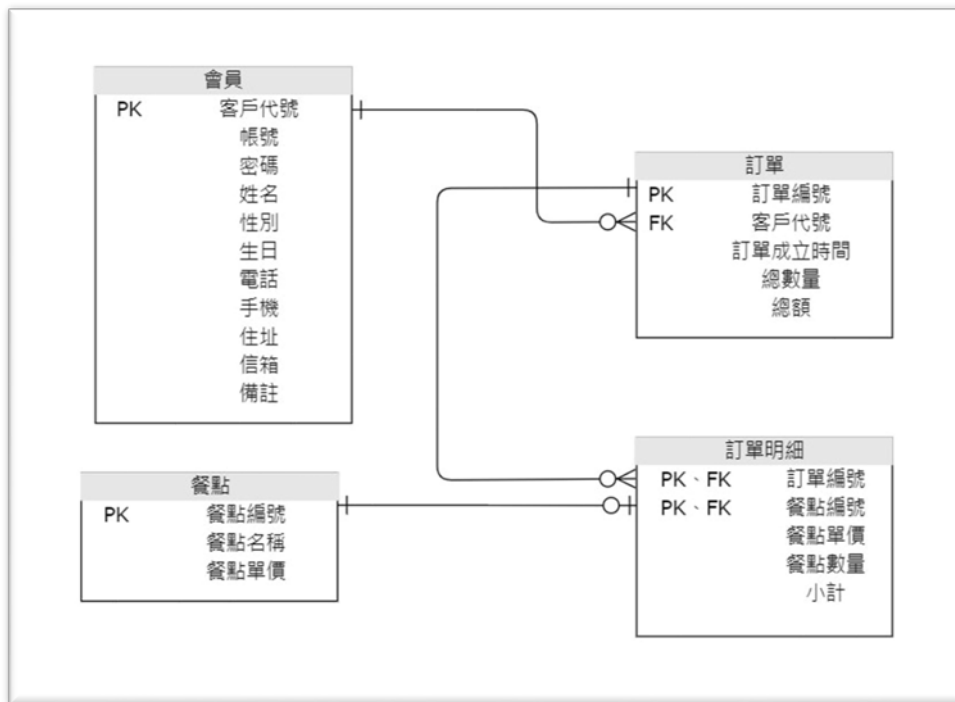 會員
PK 客戶代號
帳號
密碼
姓名
性別
生日
電話
手機
住址
信箱
備註
訂單
PK 訂單編號
FK 客戶代號
訂單成立時間
總數量
總額
餐點
PK 餐點編號
餐點名稱
餐點單價
訂單明細
PK、FK 訂單編號
PK、FK 餐點編號
餐點單價
餐點數量
小計